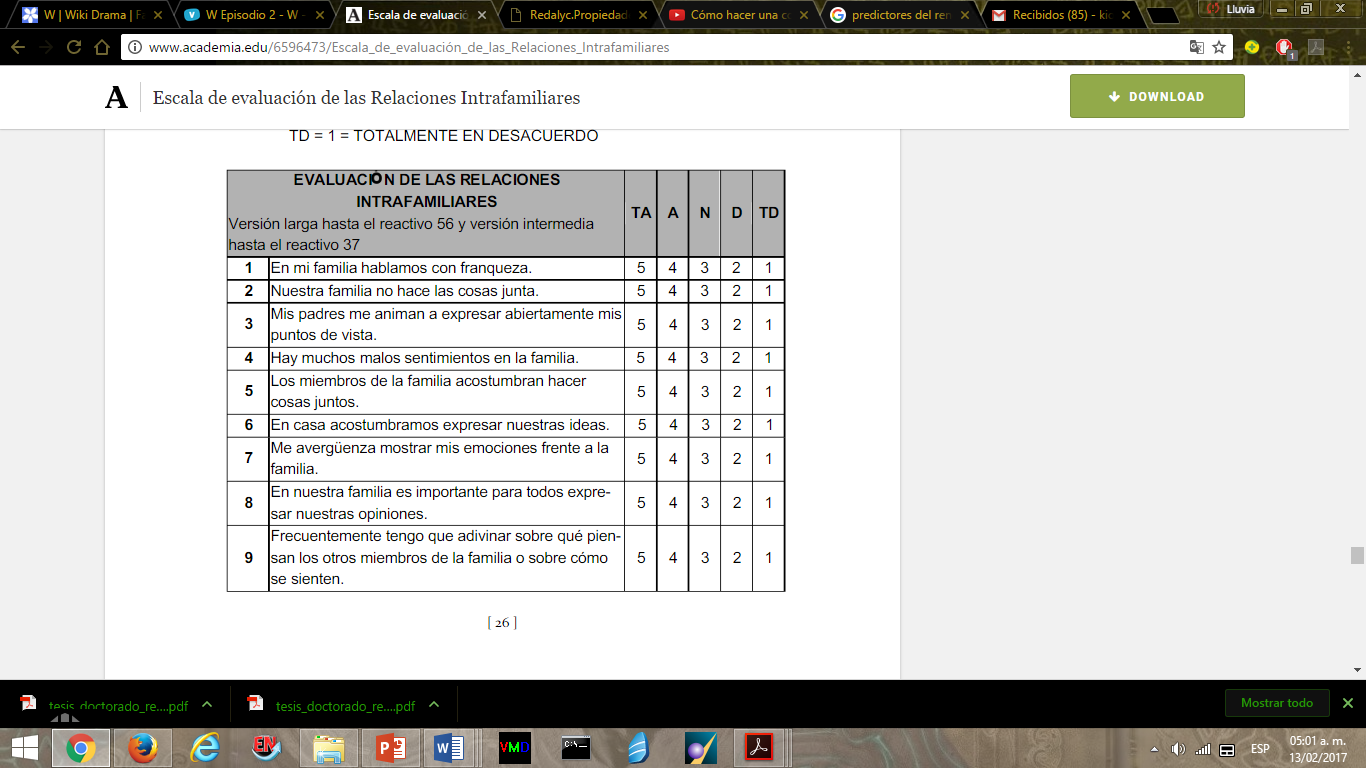 W | Wiki Drama | Fa
W Episodio 2 - W -
Escala de evaluació
Redalyc.Propiedad
Cómo hacer una co
predictores del ren
Recibidos (85) - kic
Lluvia
www.academia.edu/6596473/Escala_de_evaluación_de_las_Relaciones_Intrafamiliares
1
A Escala de evaluación de las Relaciones Intrafamiliares
DOWNLOAD
TD = 1 = TOTALMENTE EN DESACUERDO
EVALUACIÓN DE LAS RELACIONES
INTRAFAMILIARES
Versión larga hasta el reactivo 56 y versión intermedia
hasta el reactivo 37
TA A N D TD
1 En mi familia hablamos con franqueza. 5 4 3 2 1
2 Nuestra familia no hace las cosas junta. 5 4 3 2 1
3 Mis padres me animan a expresar abiertamente mis
puntos de vista. 5 4 3 2 1
4 Hay muchos malos sentimientos en la familia. 5 4 3 2 1
5 Los miembros de la familia acostumbran hacer
cosas juntos. 5 4 3 2 1
6 En casa acostumbramos expresar nuestras ideas. 5 4 3 2 1
7 Me avergüenza mostrar mis emociones frente a la
familia. 5 4 3 2 1
8 En nuestra familia es importante para todos expre-
sar nuestras opiniones. 5 4 3 2 1
9 Frecuentemente tengo que adivinar sobre qué pien-
san los otros miembros de la familia o sobre cómo
se sienten. 5 4 3 2 1
[ 26 ]
tesis_doctorado_re....pdf
tesis_doctorado_re....pdf
Mostrar todo
EN
VMD
C:\
ESP
05:01 a. m.
13/02/2017